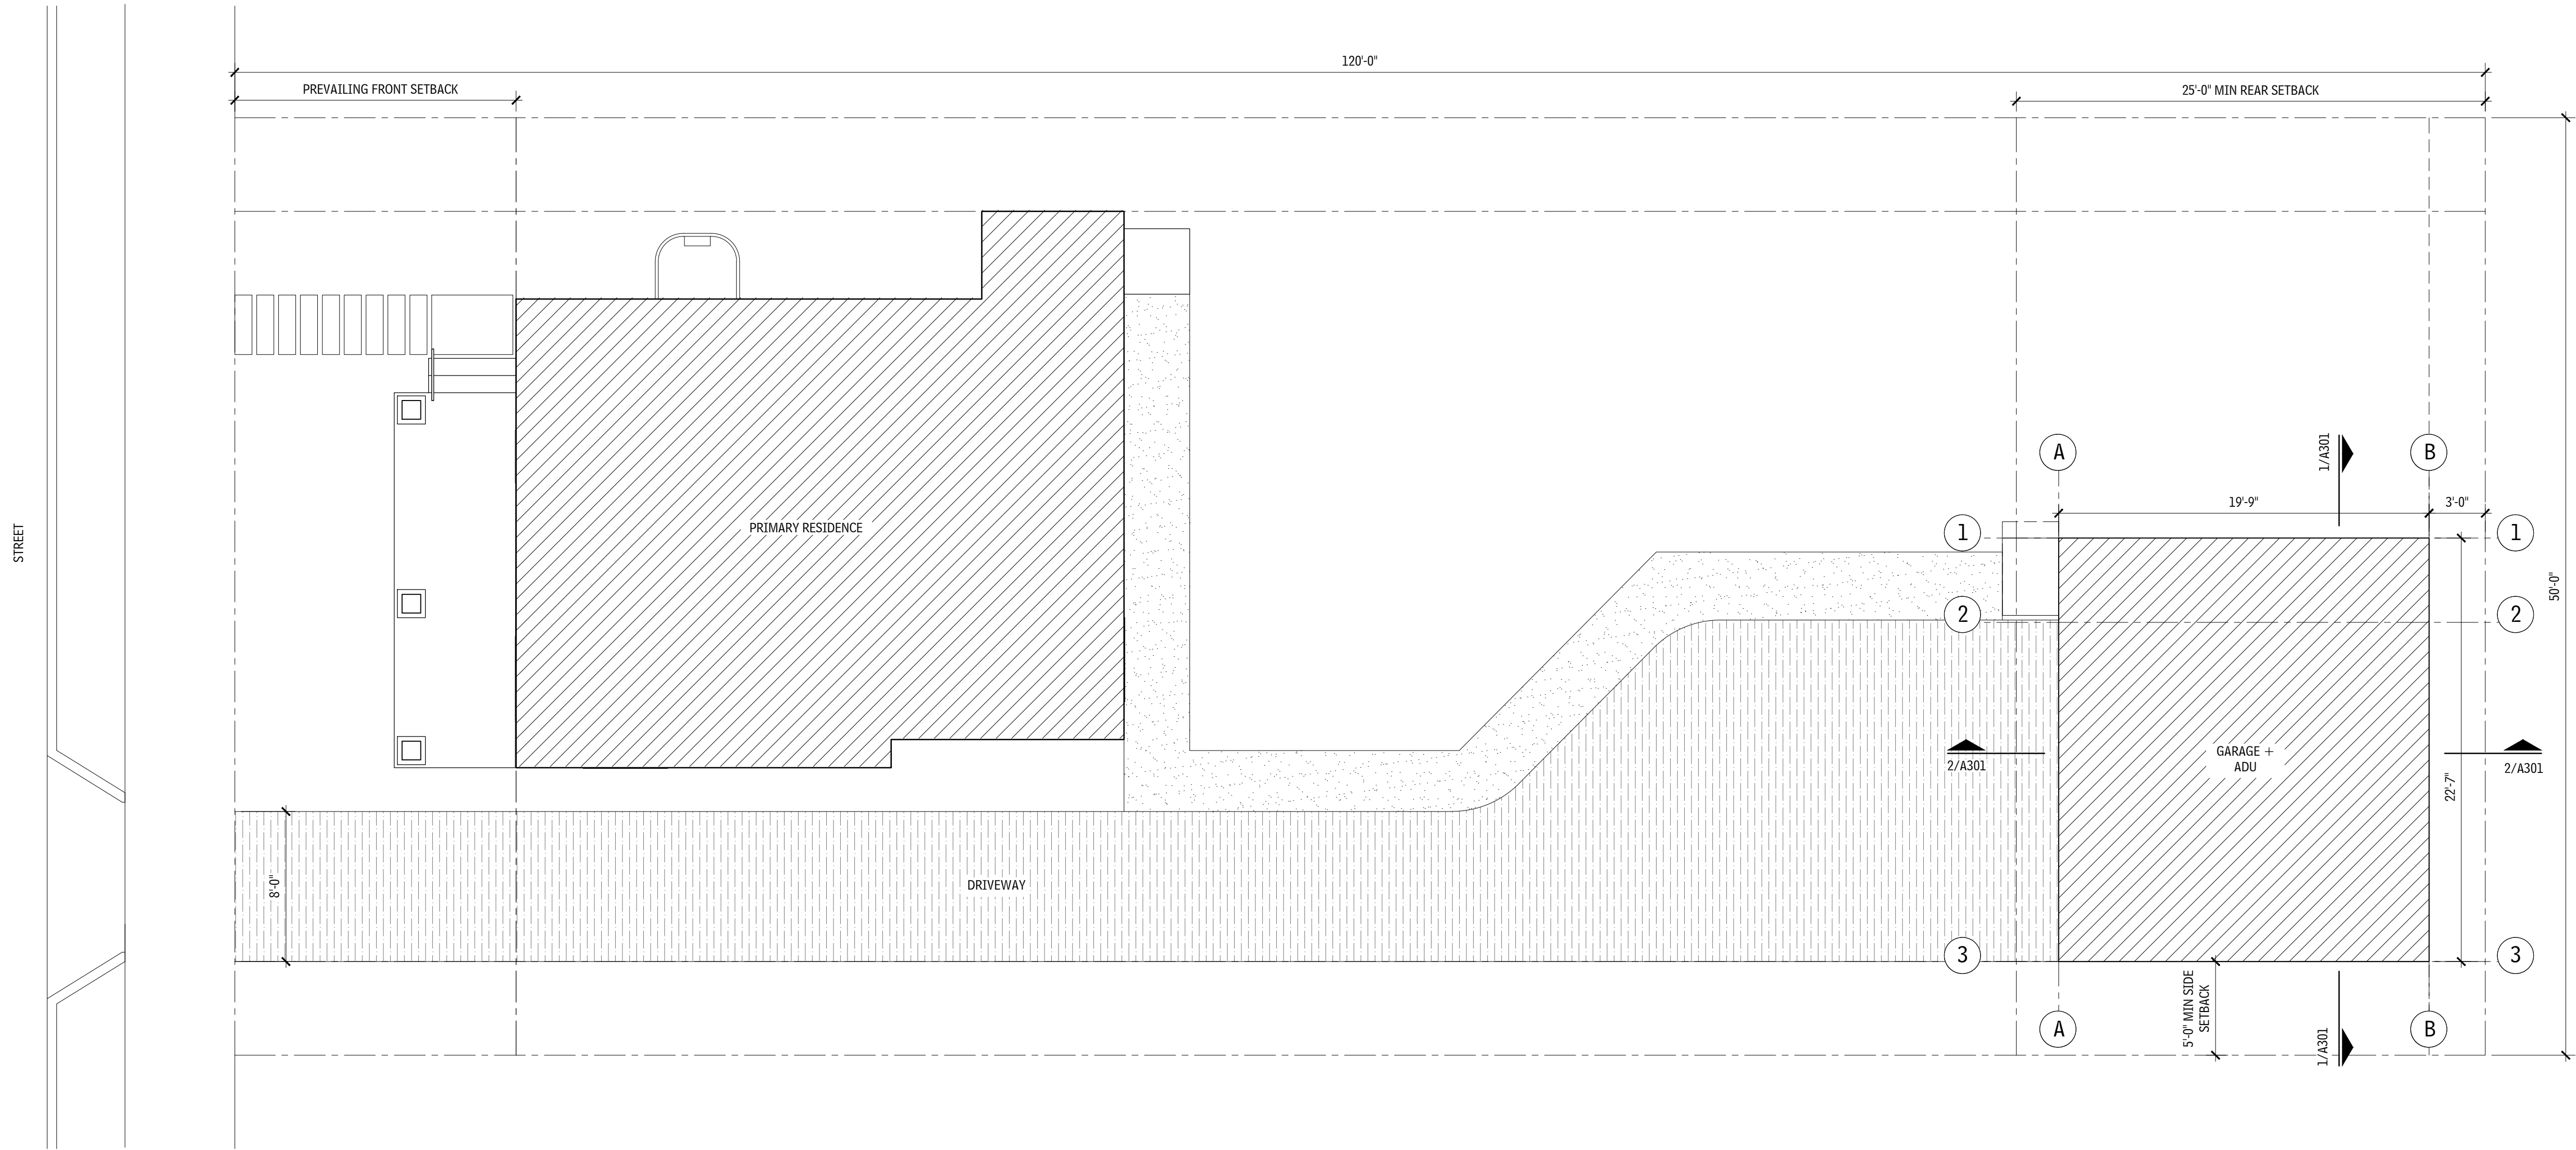 120'-0"
PREVAILING FRONT SETBACK
25'-0" MIN REAR SETBACK
A
1/A301
B
19'-9"
3'-0"
STREET
PRIMARY RESIDENCE
1
1
50'-0"
2
2
2/A301
GARAGE +
ADU
22'-7"
2/A301
8'-0"
DRIVEWAY
3
3
5'-0" MIN SIDE
SETBACK
A
1/A301
B